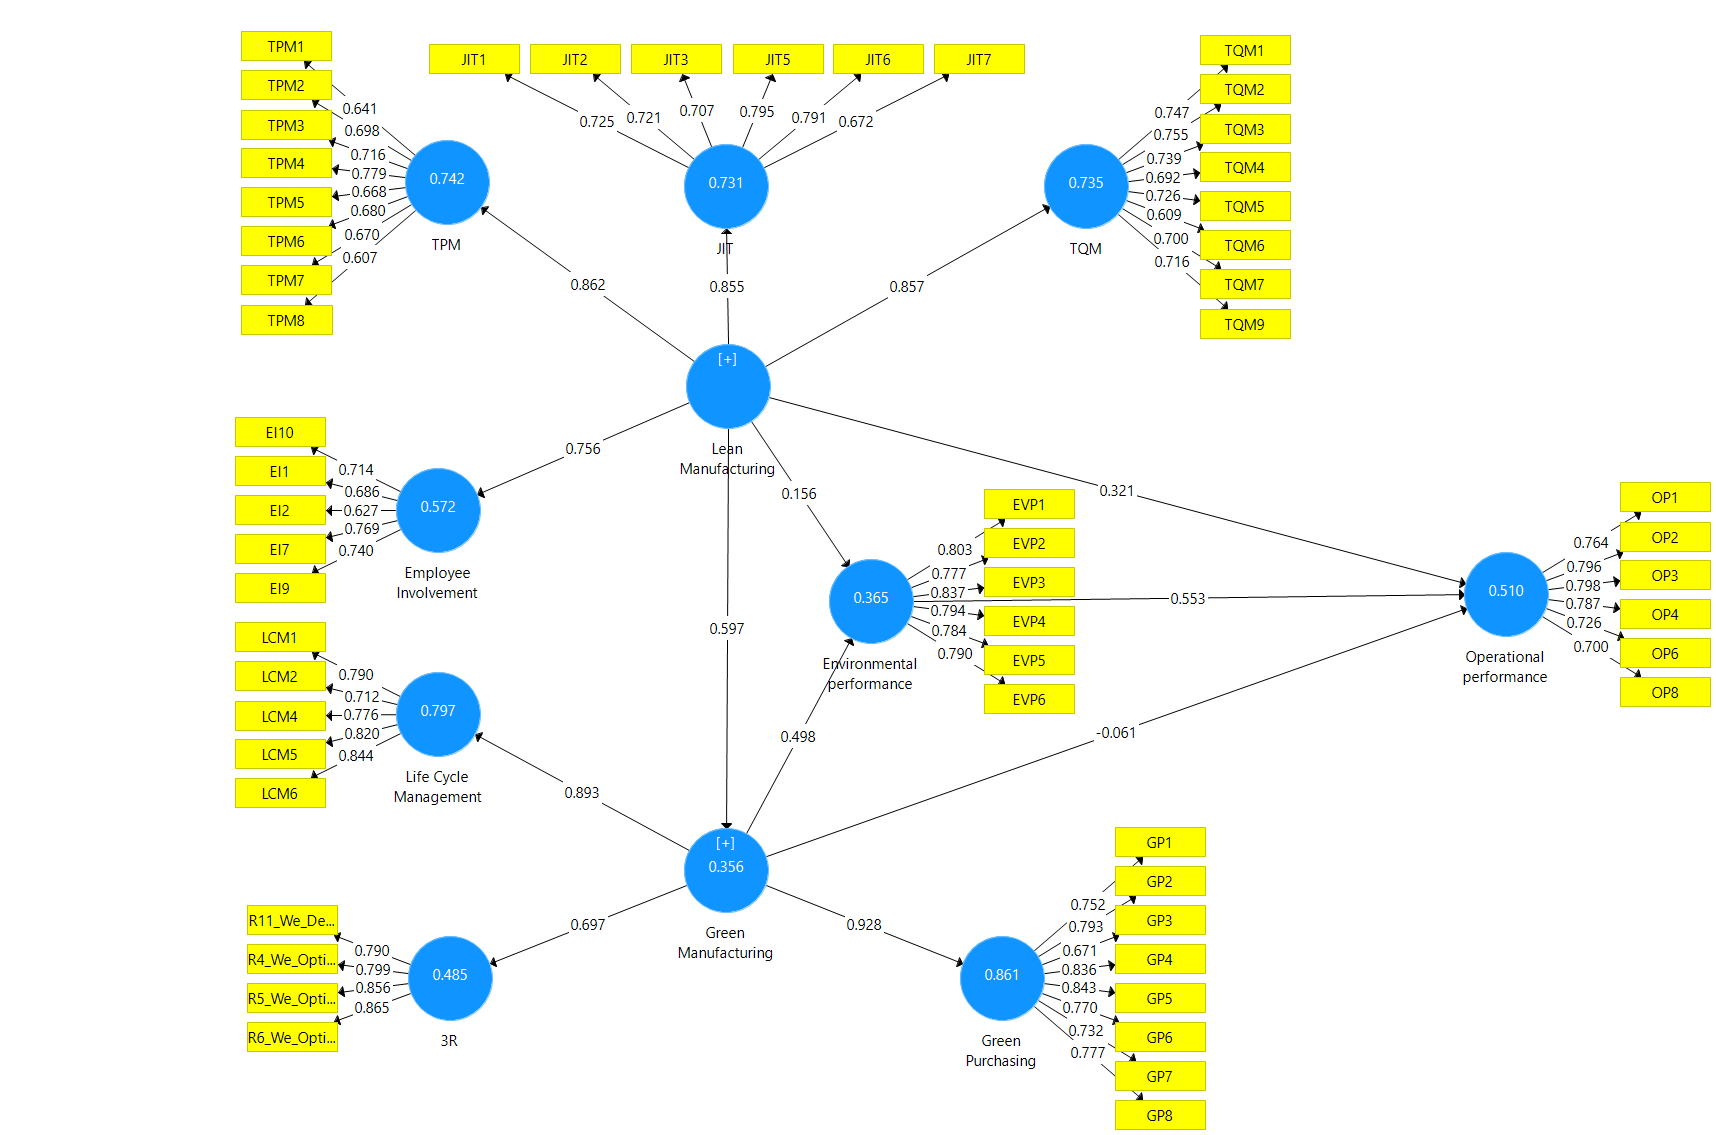 TPM1
TPM2
TPM3
TPM4
TPM5
TPM6
TPM7
TPM8
0.641
0.698
0.716
0.779
0.668
0.680
0.670
0.607
0.742
TPM
JIT1
JIT2
JIT3
JIT5
JIT6
JIT7
0.725
0.721
0.707
0.795
0.791
0.672
0.731
JIT
TQM1
TQM2
TQM3
TQM4
TQM5
TQM6
TQM7
TQM9
0.747
0.755
0.739
0.692
0.726
0.609
0.700
0.716
0.735
TQM
0.862
0.855
0.857
[+]
Lean
Manufacturing
0.756
0.156
0.321
0.597
EI10
EI1
EI2
EI7
EI9
0.714
0.686
0.627
0.769
0.740
0.572
Employee
Involvement
EVP1
EVP2
EVP3
EVP4
EVP5
EVP6
0.803
0.777
0.837
0.794
0.784
0.790
0.365
Environmental
performance
0.553
OP1
OP2
OP3
OP4
OP6
OP8
0.764
0.796
0.798
0.787
0.726
0.700
0.510
Operational
performance
LCM1
LCM2
LCM4
LCM5
LCM6
0.790
0.712
0.776
0.820
0.844
0.797
Life Cycle
Management
0.893
0.498
-0.061
[+]
0.356
Green
Manufacturing
0.697
0.928
R11_We_De...
R4_We_Opti...
R5_We_Opti...
R6_We_Opti...
0.790
0.799
0.856
0.865
0.485
3R
GP1
GP2
GP3
GP4
GP5
GP6
GP7
GP8
0.752
0.793
0.671
0.836
0.843
0.770
0.732
0.777
0.861
Green
Purchasing